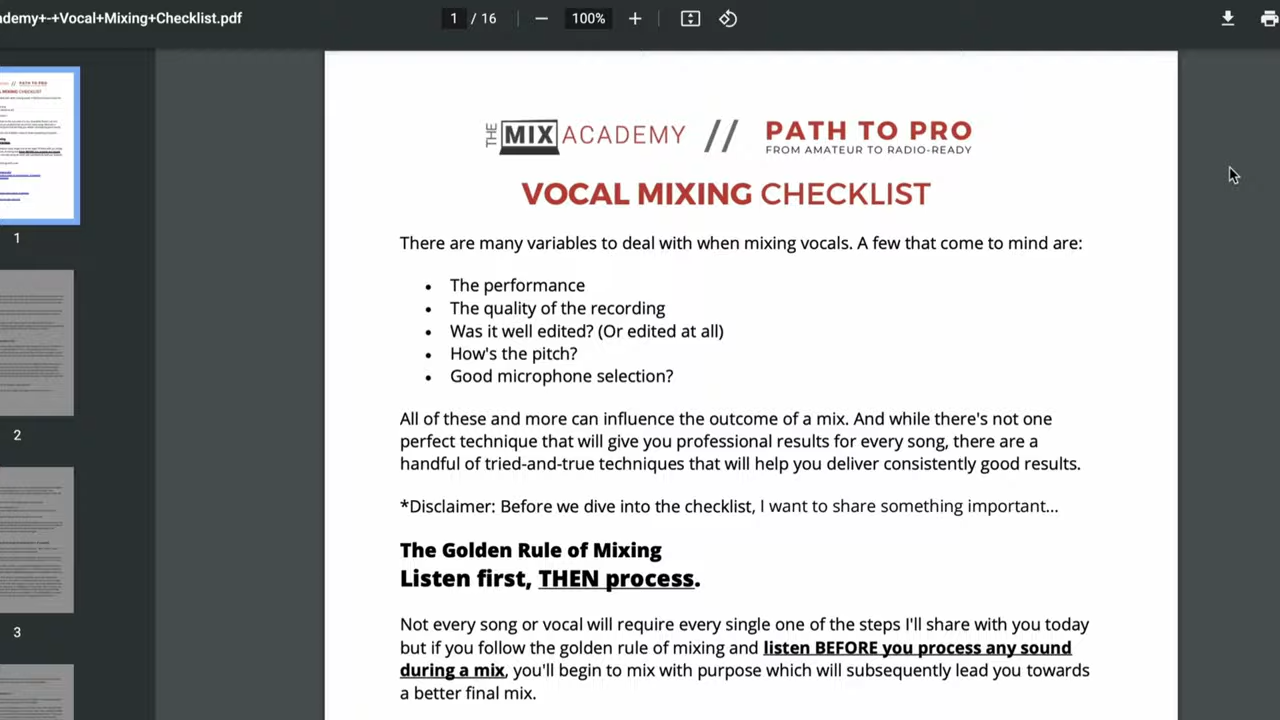 ademy+-+Vocal+Mixing+Checklist.pdf
1 / 16
100%
THE MIX ACADEMY // PATH TO PRO
FROM AMATEUR TO RADIO-READY
VOCAL MIXING CHECKLIST
There are many variables to deal with when mixing vocals. A few that come to mind are:
• The performance
• The quality of the recording
• Was it well edited? (Or edited at all)
• How's the pitch?
• Good microphone selection?
All of these and more can influence the outcome of a mix. And while there's not one
perfect technique that will give you professional results for every song, there are a
handful of tried-and-true techniques that will help you deliver consistently good results.
*Disclaimer: Before we dive into the checklist, I want to share something important...
The Golden Rule of Mixing
Listen first, THEN process.
Not every song or vocal will require every single one of the steps I'll share with you today
but if you follow the golden rule of mixing and listen BEFORE you process any sound
during a mix, you'll begin to mix with purpose which will subsequently lead you towards
a better final mix.
// PATH TO PRO
MIXING CHECKLIST
1
2
3